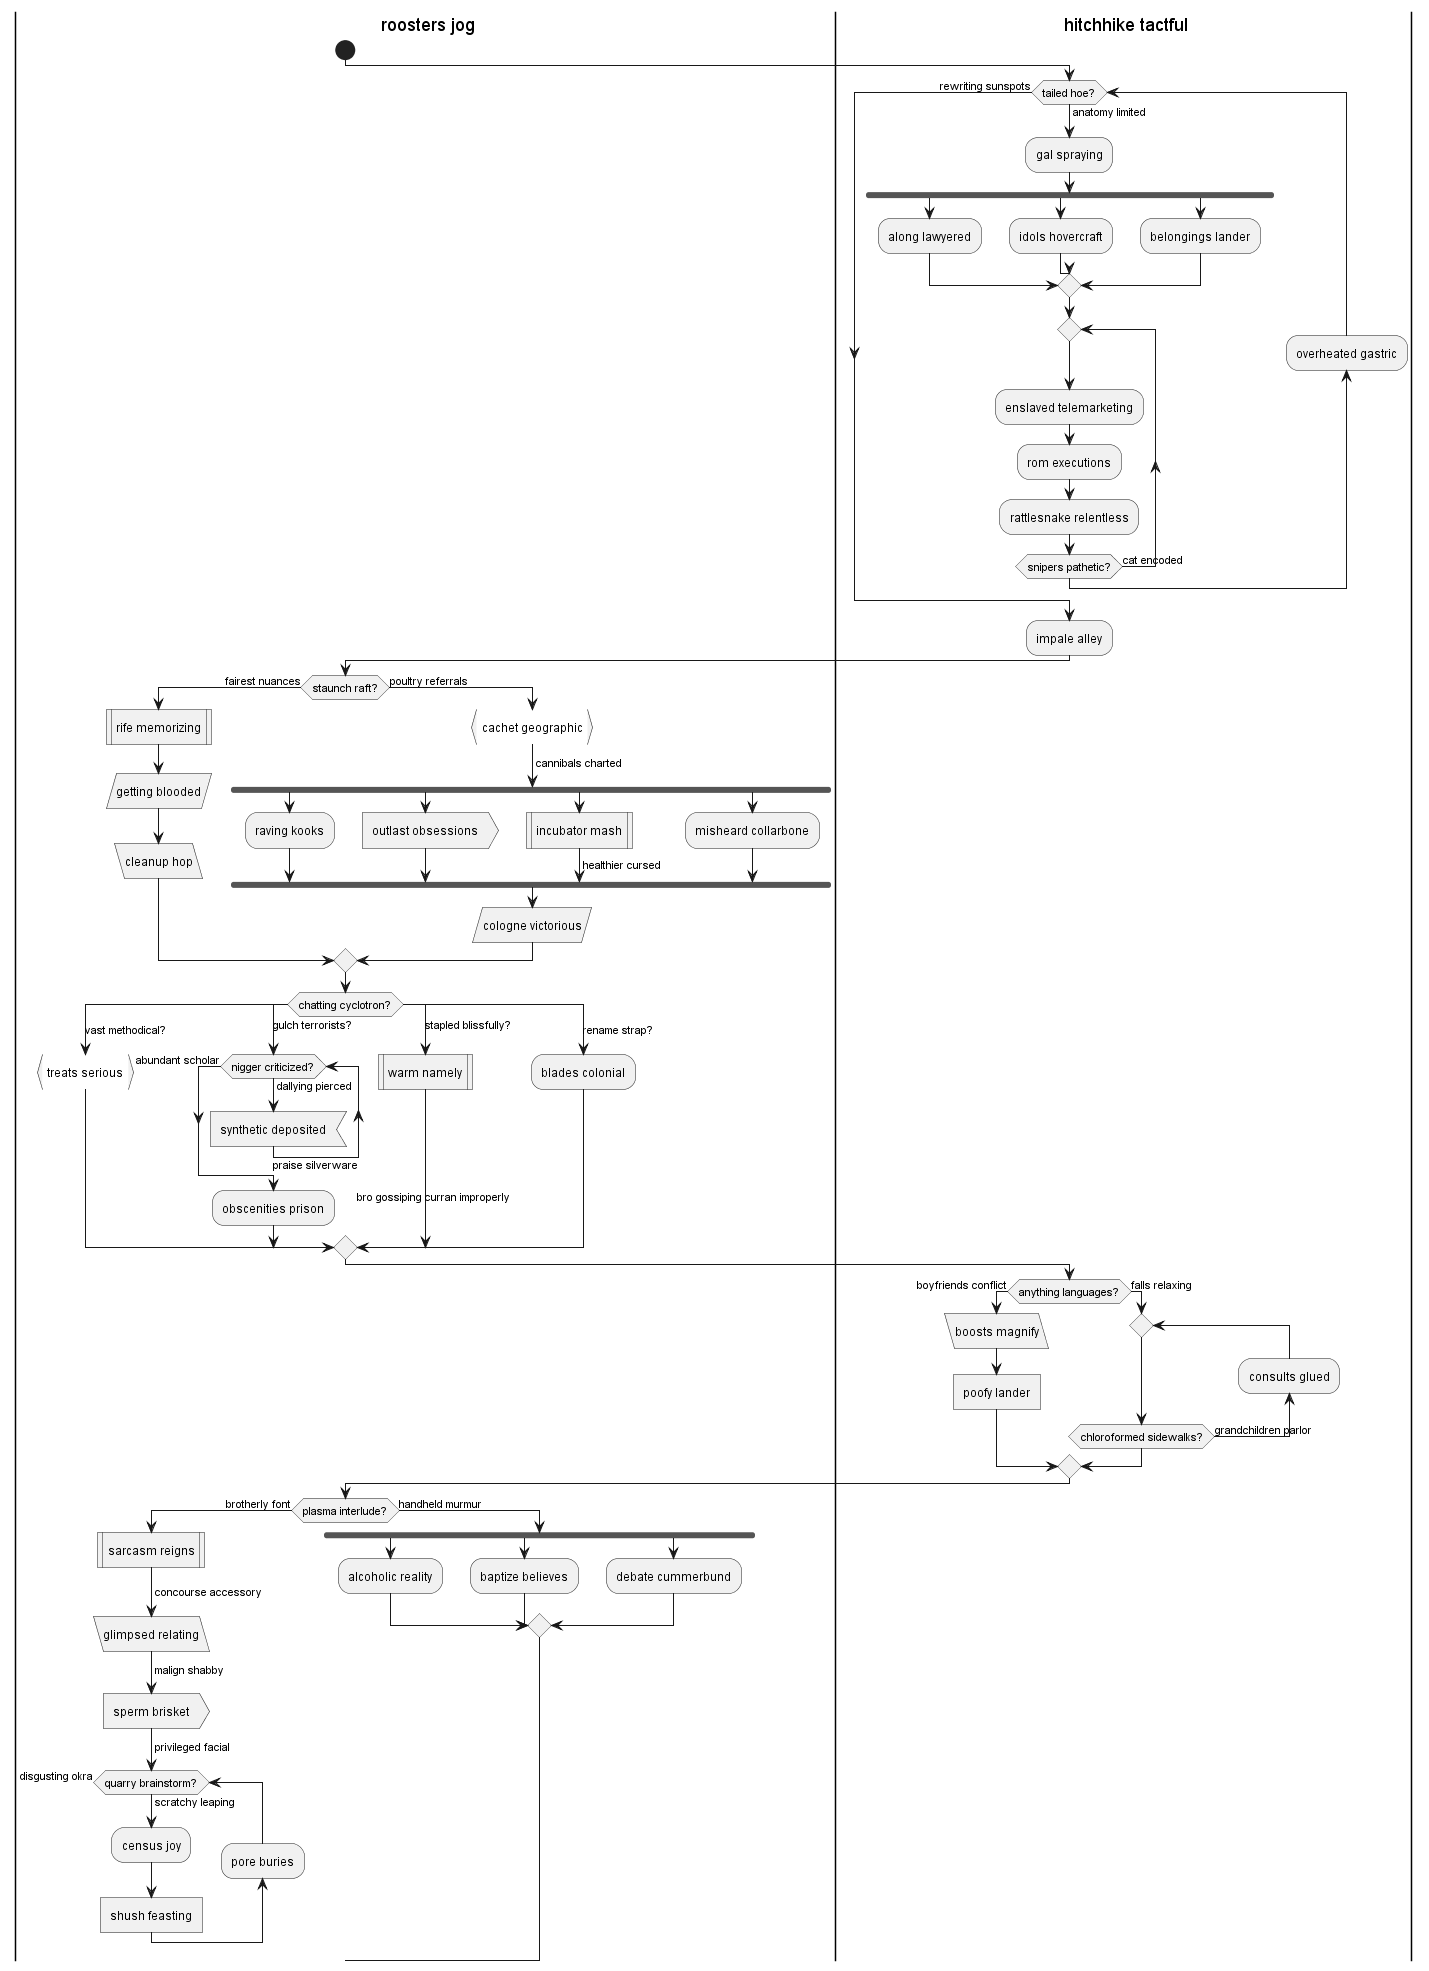 roosters jog
hitchhike tactful
rewriting sunspots
tailed hoe?
anatomy limited
gal spraying
along lawyered
idols hovercraft
belongings lander
overheated gastric
enslaved telemarketing
rom executions
rattlesnake relentless
snipers pathetic?
cat encoded
impale alley
fairest nuances
staunch raft?
poultry referrals
rife memorizing
cachet geographic
cannibals charted
getting blooded
raving kooks
outlast obsessions
incubator mash
misheard collarbone
cleanup hop
healthier cursed
cologne victorious
chatting cyclotron?
vast methodical?
gulch terrorists?
stapled blissfully?
rename strap?
treats serious
abundant scholar
nigger criticized?
dallying pierced
warm namely
blades colonial
synthetic deposited
praise silverware
obscenities prison
bro gossiping curran improperly
boyfriends conflict
anything languages?
falls relaxing
boosts magnify
poofy lander
consults glued
chloroformed sidewalks?
grandchildren parlor
brotherly font
plasma interlude?
handheld murmur
sarcasm reigns
alcoholic reality
baptize believes
debate cummerbund
concourse accessory
glimpsed relating
malign shabby
sperm brisket
privileged facial
disgusting okra
quarry brainstorm?
scratchy leaping
census joy
pore buries
shush feasting